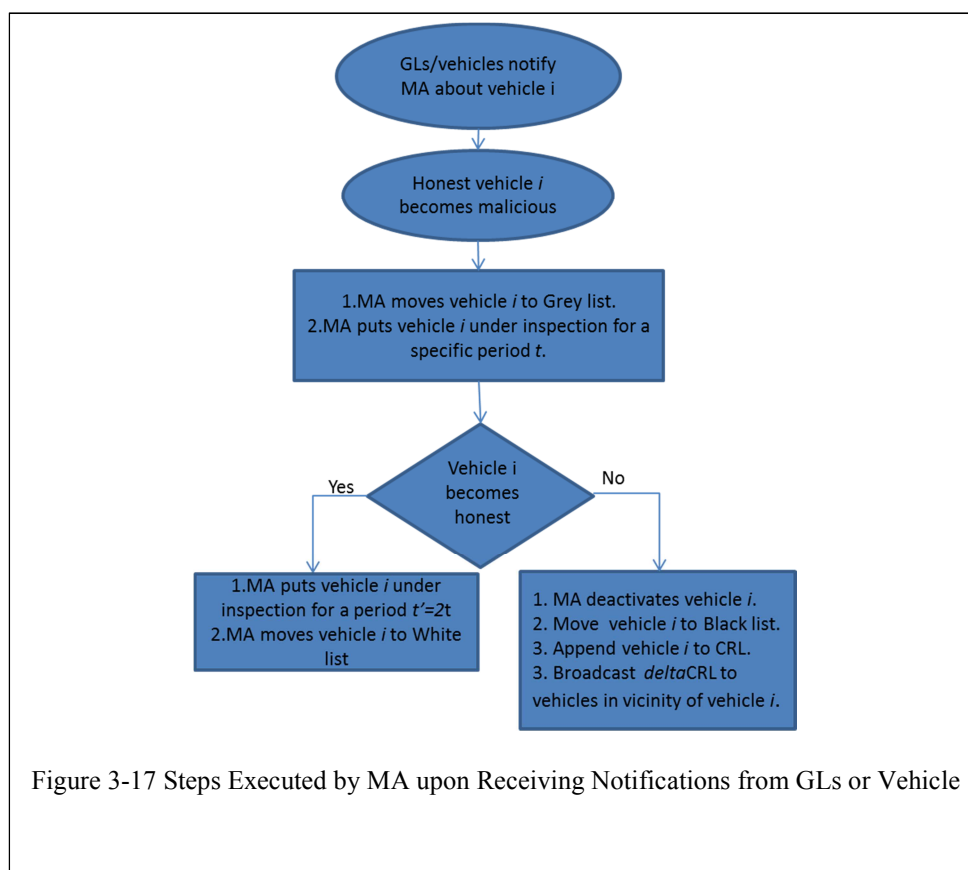 GLs/vehicles notify
MA about vehicle i
Honest vehicle i
becomes malicious
1.MA moves vehicle i to Grey list.
2.MA puts vehicle i under inspection for a
specific period t.
Vehicle i
becomes
honest
Yes
No
1.MA puts vehicle i under
inspection for a period t'=2t
2.MA moves vehicle i to White
list
1. MA deactivates vehicle i.
2. Move vehicle i to Black list.
3. Append vehicle i to CRL.
3. Broadcast deltaCRL to
vehicles in vicinity of vehicle i.
Figure 3-17 Steps Executed by MA upon Receiving Notifications from GLs or Vehicle